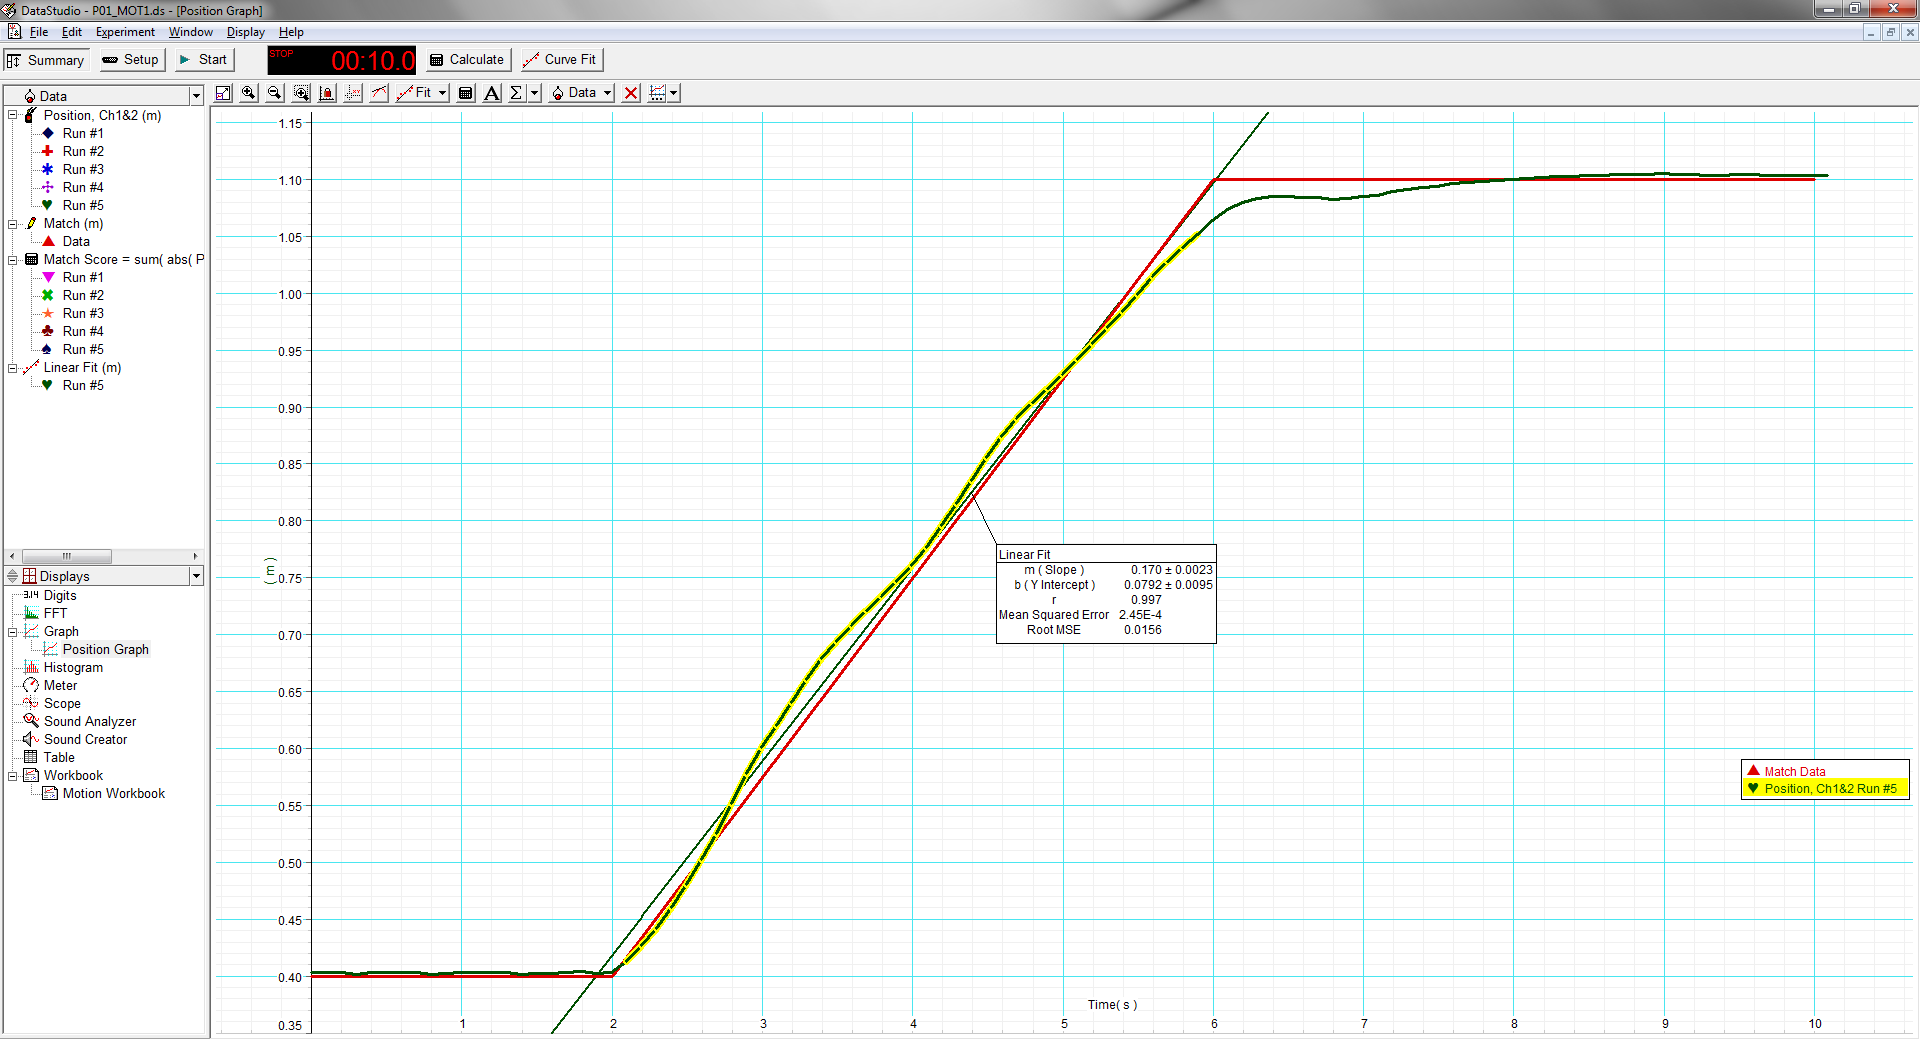 DataStudio - P01_MOT1.ds - [Position Graph]
File Edit Experiment Window Display Help
Summary Setup Start STOP 00:10.0 Calculate Curve Fit
Data
Fit A Σ Data
Position, Ch1&2 (m)
Run #1
Run #2
Run #3
Run #4
Run #5
Match (m)
Data
Match Score = sum( abs( P
Run #1
Run #2
Run #3
Run #4
Run #5
Linear Fit (m)
Run #5
Displays
3.14 Digits
FFT
Graph
Position Graph
Histogram
Meter
Scope
Sound Analyzer
Sound Creator
Table
Workbook
Motion Workbook
1.15
1.10
1.05
1.00
0.95
0.90
0.85
0.80
0.75
0.70
0.65
0.60
0.55
0.50
0.45
0.40
0.35
(m)
Linear Fit
m ( Slope ) 0.170 ± 0.0023
b ( Y Intercept ) 0.0792 ± 0.0095
r 0.997
Mean Squared Error 2.45E-4
Root MSE 0.0156
Match Data
Position, Ch1&2 Run #5
Time( s )
1 2 3 4 5 6 7 8 9 10